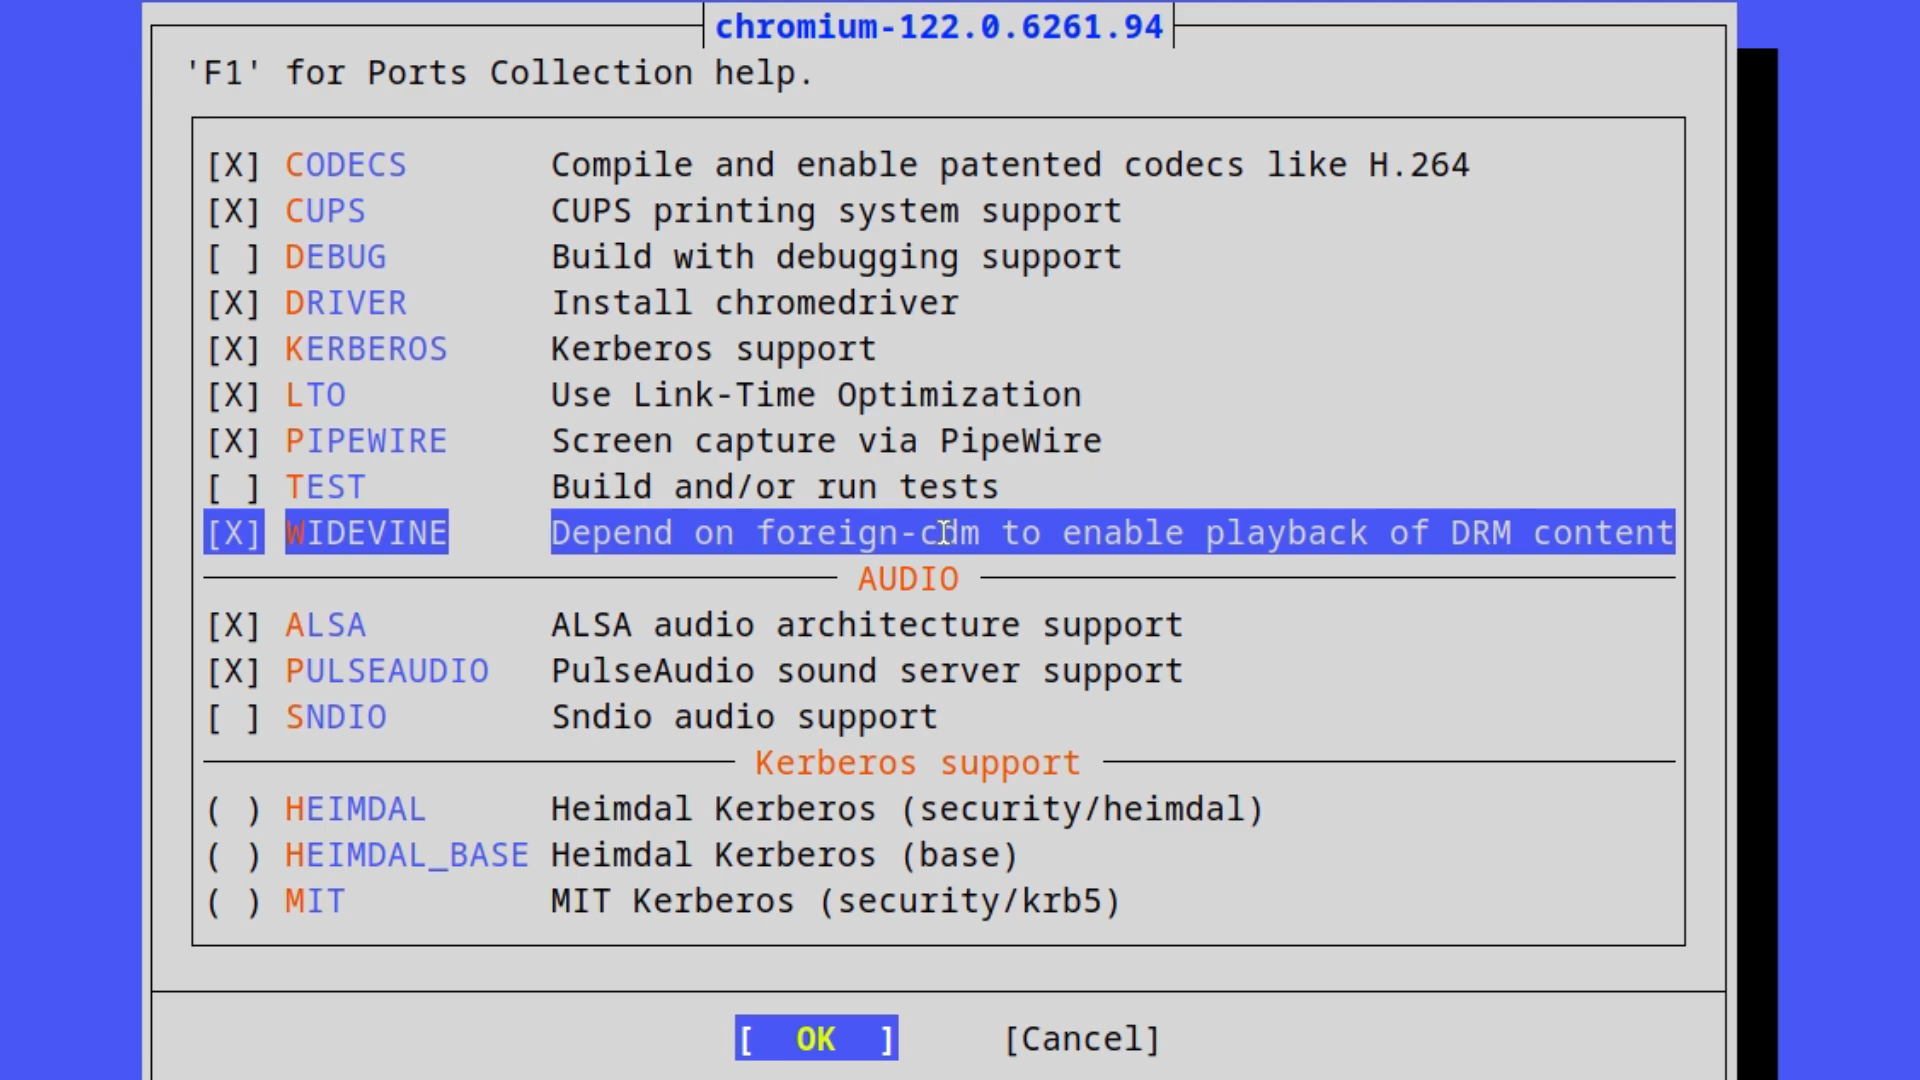 chromium-122.0.6261.94
'F1' for Ports Collection help.
[X] CODECS Compile and enable patented codecs like H.264
[X] CUPS CUPS printing system support
[ ] DEBUG Build with debugging support
[X] DRIVER Install chromedriver
[X] KERBEROS Kerberos support
[X] LTO Use Link-Time Optimization
[X] PIPEWIRE Screen capture via PipeWire
[ ] TEST Build and/or run tests
[X] WIDEVINE Depend on foreign-cdm to enable playback of DRM content
AUDIO
[X] ALSA ALSA audio architecture support
[X] PULSEAUDIO PulseAudio sound server support
[ ] SNDIO Sndio audio support
Kerberos support
( ) HEIMDAL Heimdal Kerberos (security/heimdal)
( ) HEIMDAL_BASE Heimdal Kerberos (base)
( ) MIT MIT Kerberos (security/krb5)
[ OK ] [Cancel]